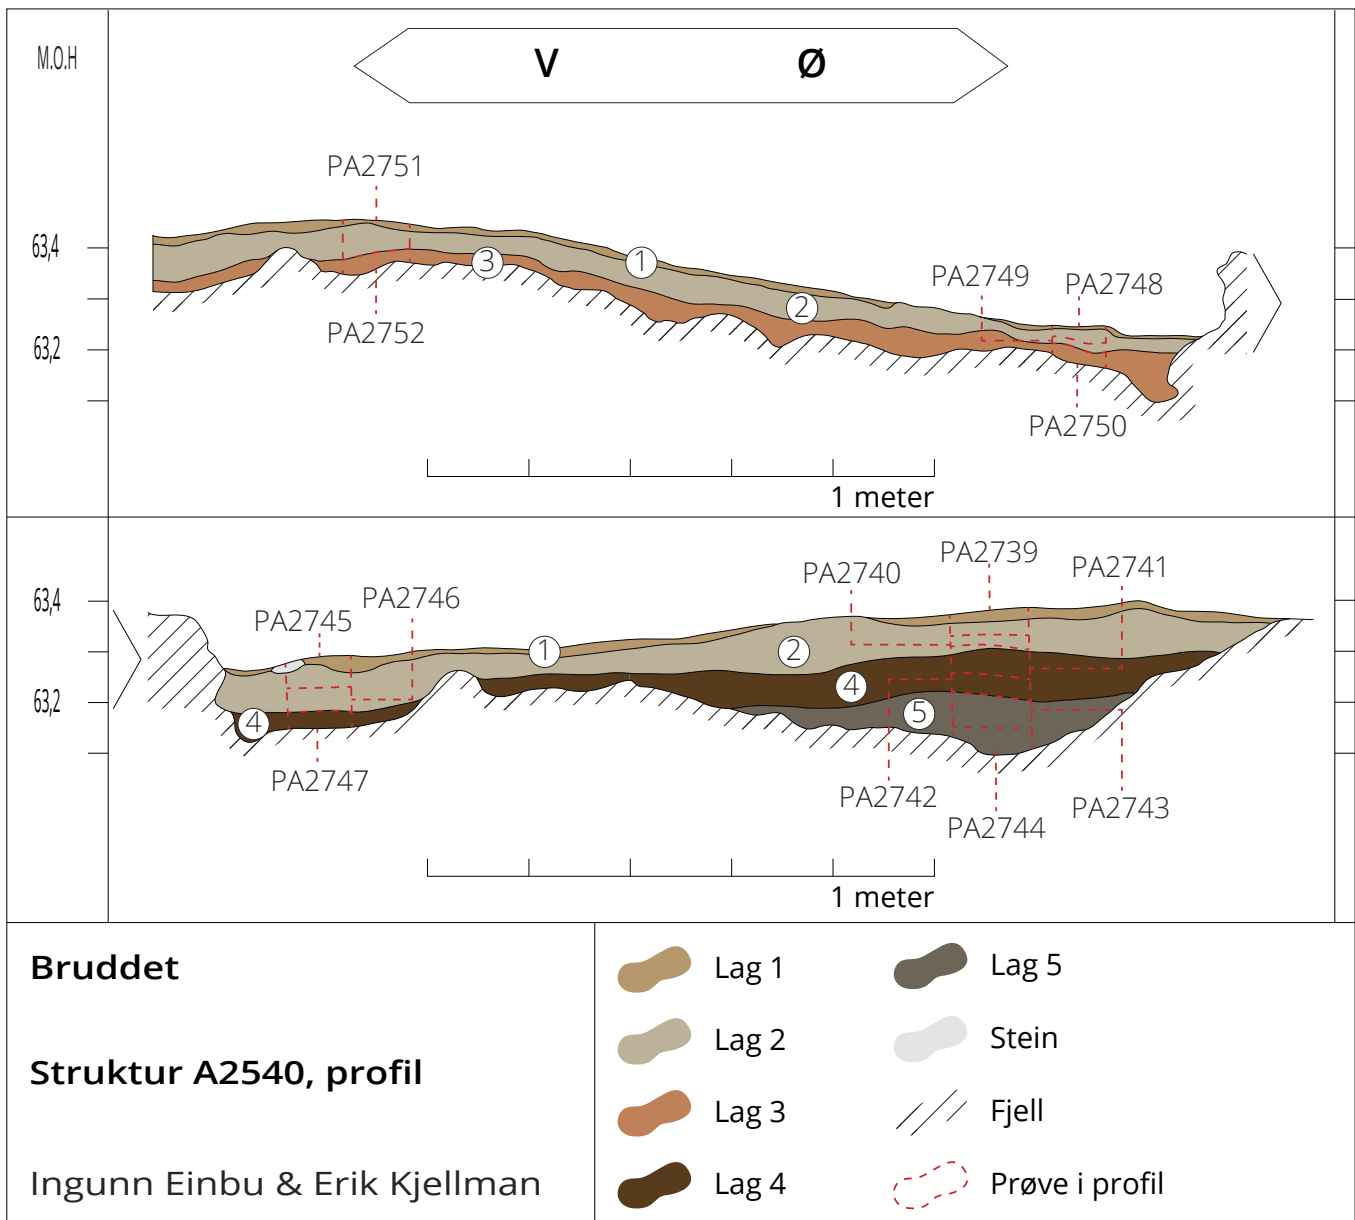 M.O.H
V Ø
PA2751
63,4
3
1
PA2749
PA2748
2
PA2752
63,2
PA2750
1 meter
PA2739
PA2740
PA2741
63,4
PA2746
PA2745
1
2
4
63,2
4
5
PA2747
PA2742
PA2743
PA2744
1 meter
Bruddet
Struktur A2540, profil
Ingunn Einbu & Erik Kjellman
Lag 1
Lag 2
Lag 3
Lag 4
Lag 5
Stein
Fjell
Prøve i profil